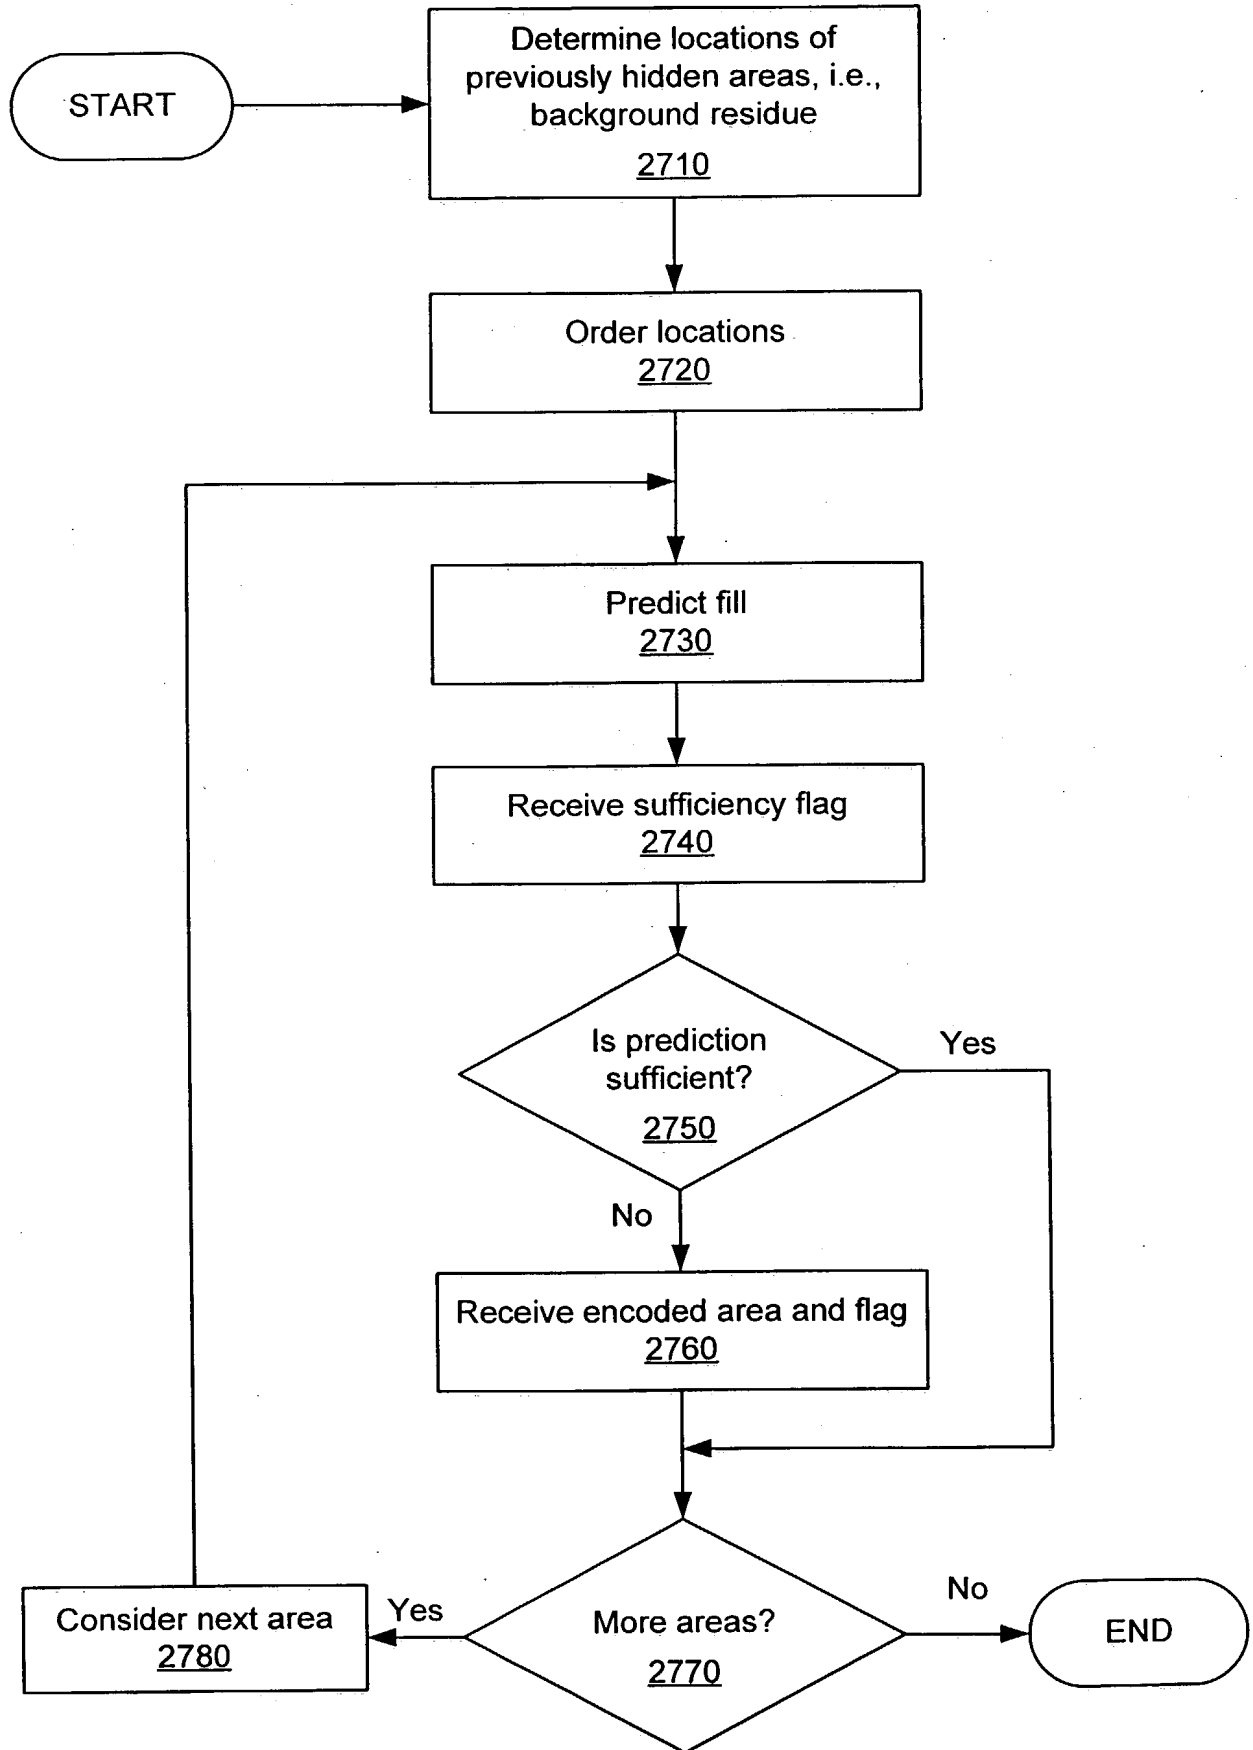 START
Determine locations of
previously hidden areas, i.e.,
background residue
2710
Order locations
2720
Predict fill
2730
Receive sufficiency flag
2740
Is prediction
sufficient?
2750
Yes
No
Receive encoded area and flag
2760
More areas?
2770
Yes
No
Consider next area
2780
END